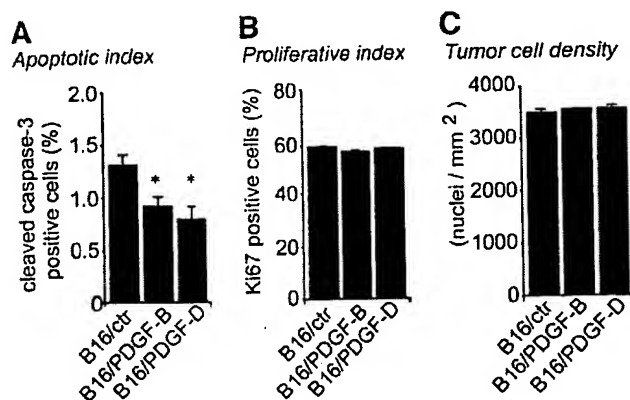 A
Apoptotic index
cleaved caspase-3
positive cells (%)
2.0
1.5
1.0
0.5
0
*
*
B16/ctr
B16/PDGF-B
B16/PDGF-D
B
Proliferative index
Ki67 positive cells (%)
80
60
40
20
0
B16/ctr
B16/PDGF-B
B16/PDGF-D
C
Tumor cell density
(nuclei / mm²)
4000
3000
2000
1000
0
B16/ctr
B16/PDGF-B
B16/PDGF-D